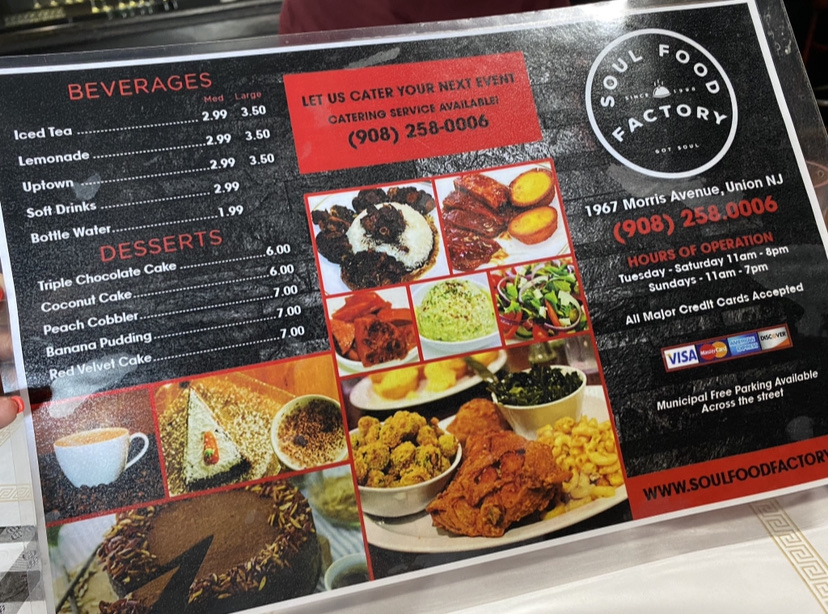 BEVERAGES
Med Large
Iced Tea 2.99 3.50
Lemonade 2.99 3.50
Uptown 2.99 3.50
Soft Drinks 2.99
Bottle Water 1.99
DESSERTS
Triple Chocolate Cake 6.00
Coconut Cake 6.00
Peach Cobbler 7.00
Banana Pudding 7.00
Red Velvet Cake 7.00
LET US CATER YOUR NEXT EVENT
CATERING SERVICE AVAILABLE!
(908) 258-0006
SOUL FOOD
SINCE
FACTORY
GOT SOUL
1967 Morris Avenue, Union NJ
(908) 258.0006
HOURS OF OPERATION
Tuesday - Saturday 11am - 8pm
Sundays - 11am - 7pm
All Major Credit Cards Accepted
VISA MasterCard DISCOVER
Municipal Free Parking Available
Across the street
WWW.SOULFOODFACTORY